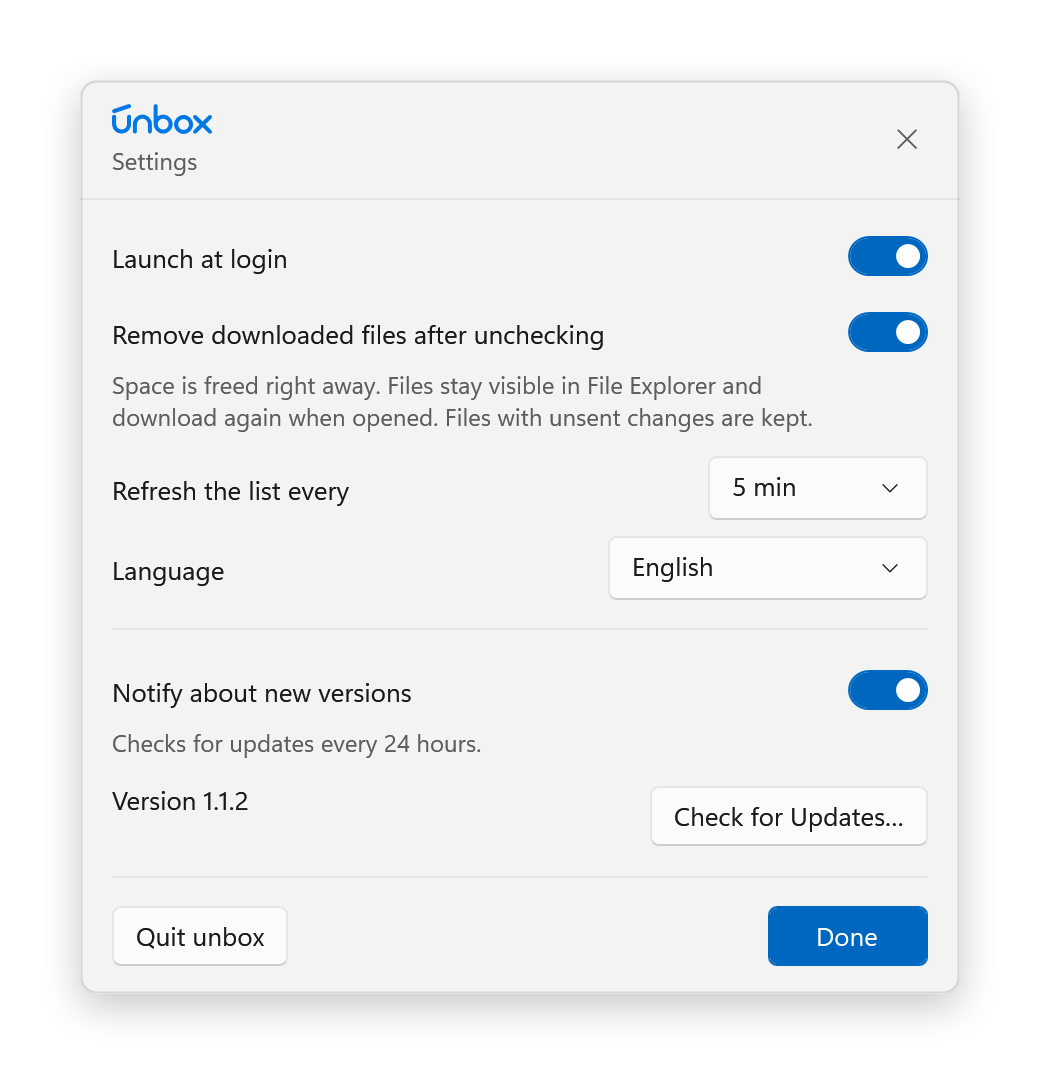 unbox
Settings
Launch at login
Remove downloaded files after unchecking
Space is freed right away. Files stay visible in File Explorer and
download again when opened. Files with unsent changes are kept.
Refresh the list every
5 min
Language
English
Notify about new versions
Checks for updates every 24 hours.
Version 1.1.2
Check for Updates...
Quit unbox
Done